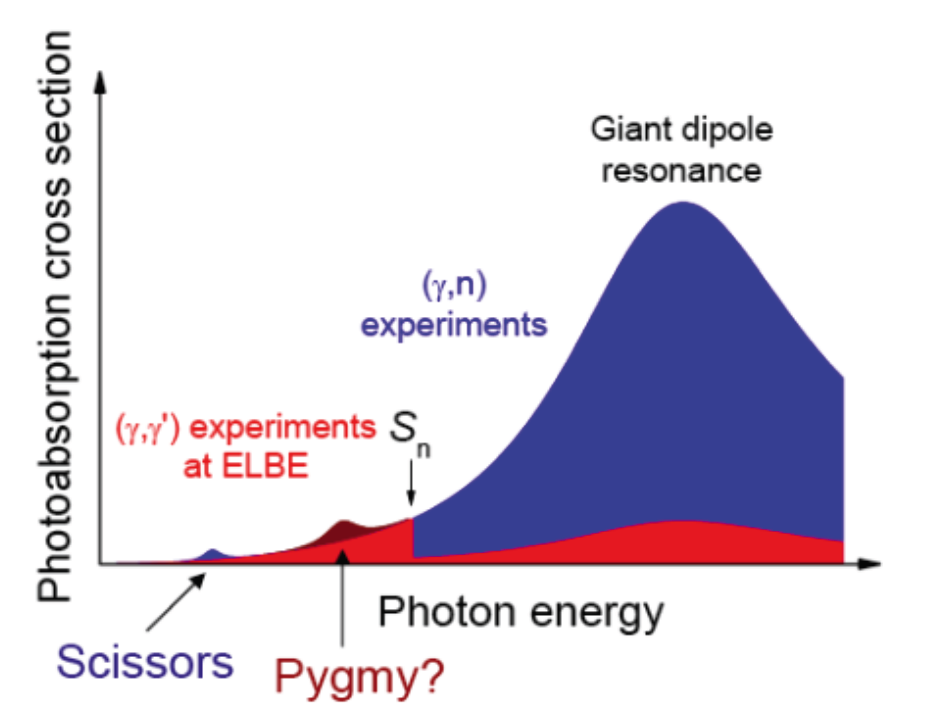 Photoabsorption cross section
Giant dipole
resonance
(γ,n)
experiments
(γ,γ') experiments
at ELBE
Sn
Photon energy
Scissors
Pygmy?